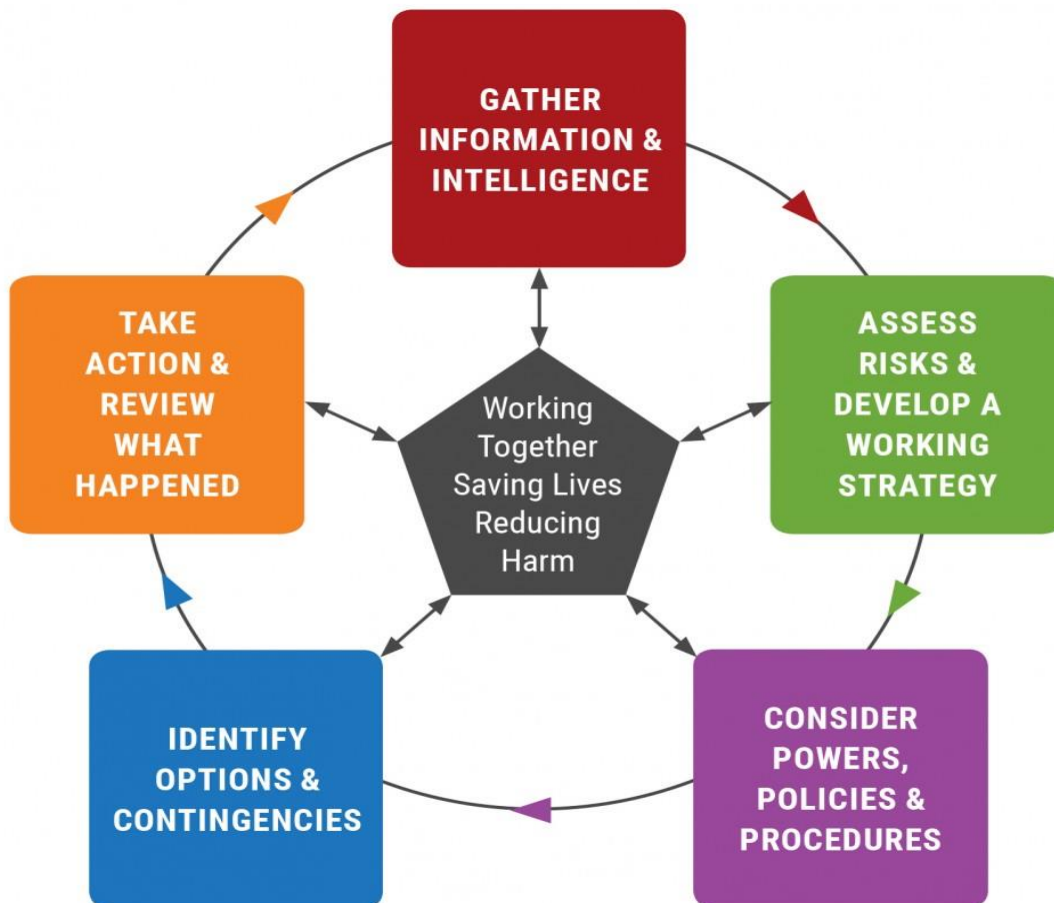 GATHER
INFORMATION &
INTELLIGENCE
ASSESS
RISKS &
DEVELOP A
WORKING
STRATEGY
CONSIDER
POWERS,
POLICIES &
PROCEDURES
IDENTIFY
OPTIONS &
CONTINGENCIES
TAKE
ACTION &
REVIEW
WHAT
HAPPENED
Working
Together
Saving Lives
Reducing
Harm